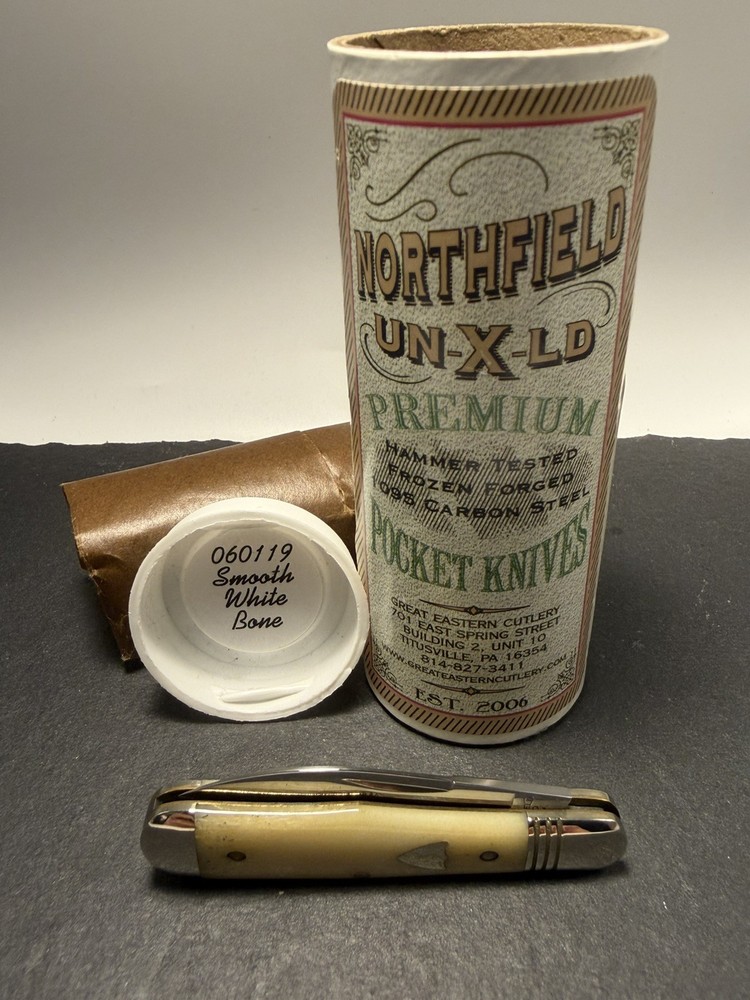 NORTHFIELD
UN-X-LD
PREMIUM
HAMMER TESTED
FROZEN FORGED
1095 CARBON STEEL
POCKET KNIVES
GREAT EASTERN CUTLERY
701 EAST SPRING STREET
BUILDING 2, UNIT 10
TITUSVILLE, PA 16354
814-827-3411
WWW.GREATEASTERNCUTLERY.COM
EST. 2006
060119
Smooth
White
Bone